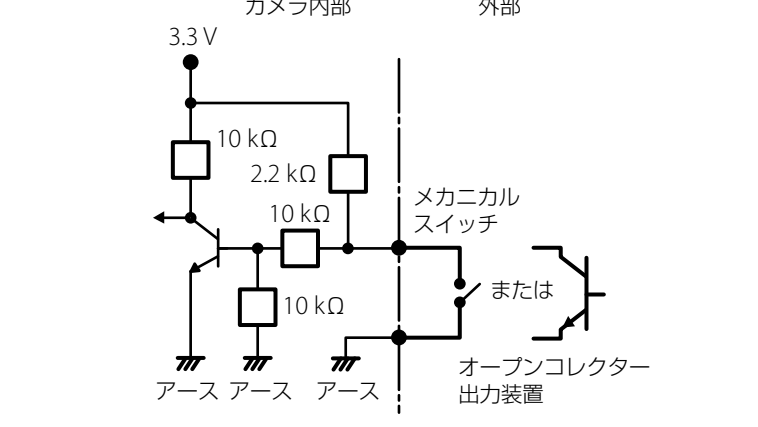 カメラ内部
外部
3.3 V
10 kΩ
2.2 kΩ
10 kΩ
メカニカル
スイッチ
10 kΩ
または
アース
アース
アース
オープンコレクター
出力装置